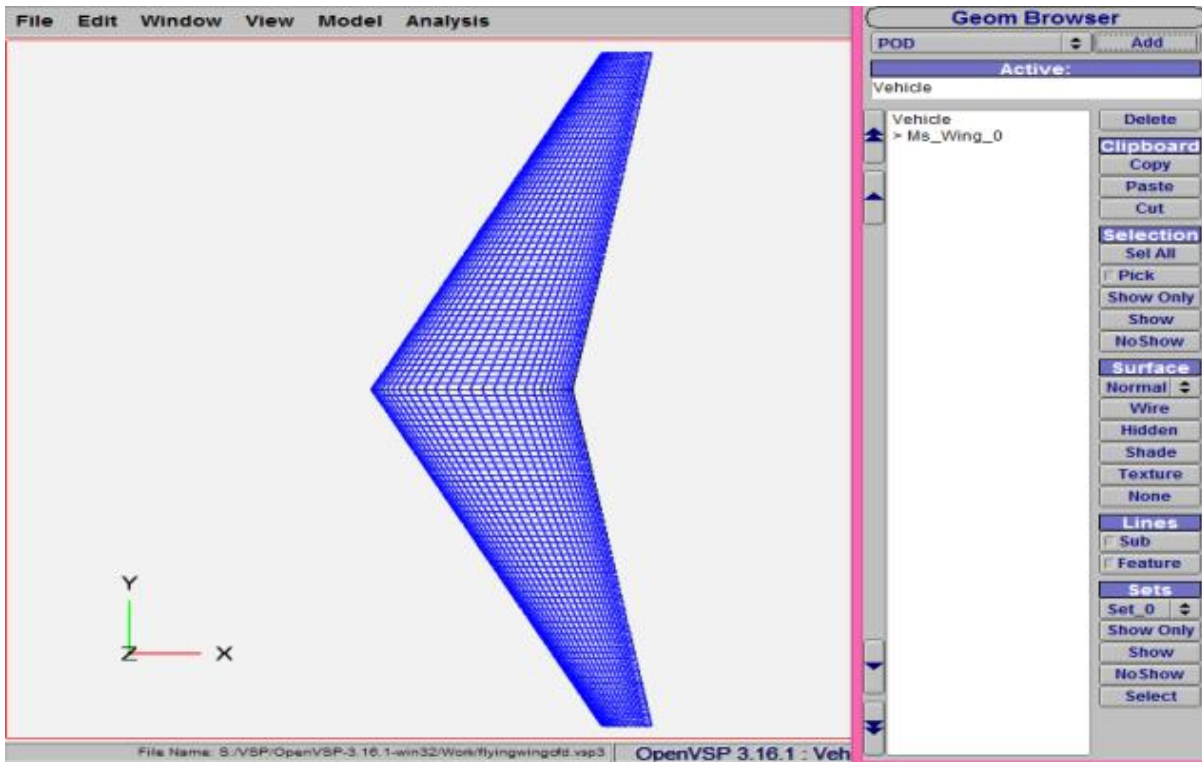 File Edit Window View Model Analysis
Geom Browser
POD Add
Active:
Vehicle
Vehicle
> Ms_Wing_0
Delete
Clipboard
Copy
Paste
Cut
Selection
Sel All
Pick
Show Only
Show
NoShow
Surface
Normal
Wire
Hidden
Shade
Texture
None
Lines
Sub
Feature
Sets
Set_0
Show Only
Show
NoShow
Select
Y
Z X
File Name: S:/VSP/OpenVSP-3.16.1-win32/Work/flyingwingcfd.vsp3 OpenVSP 3.16.1 : Veh